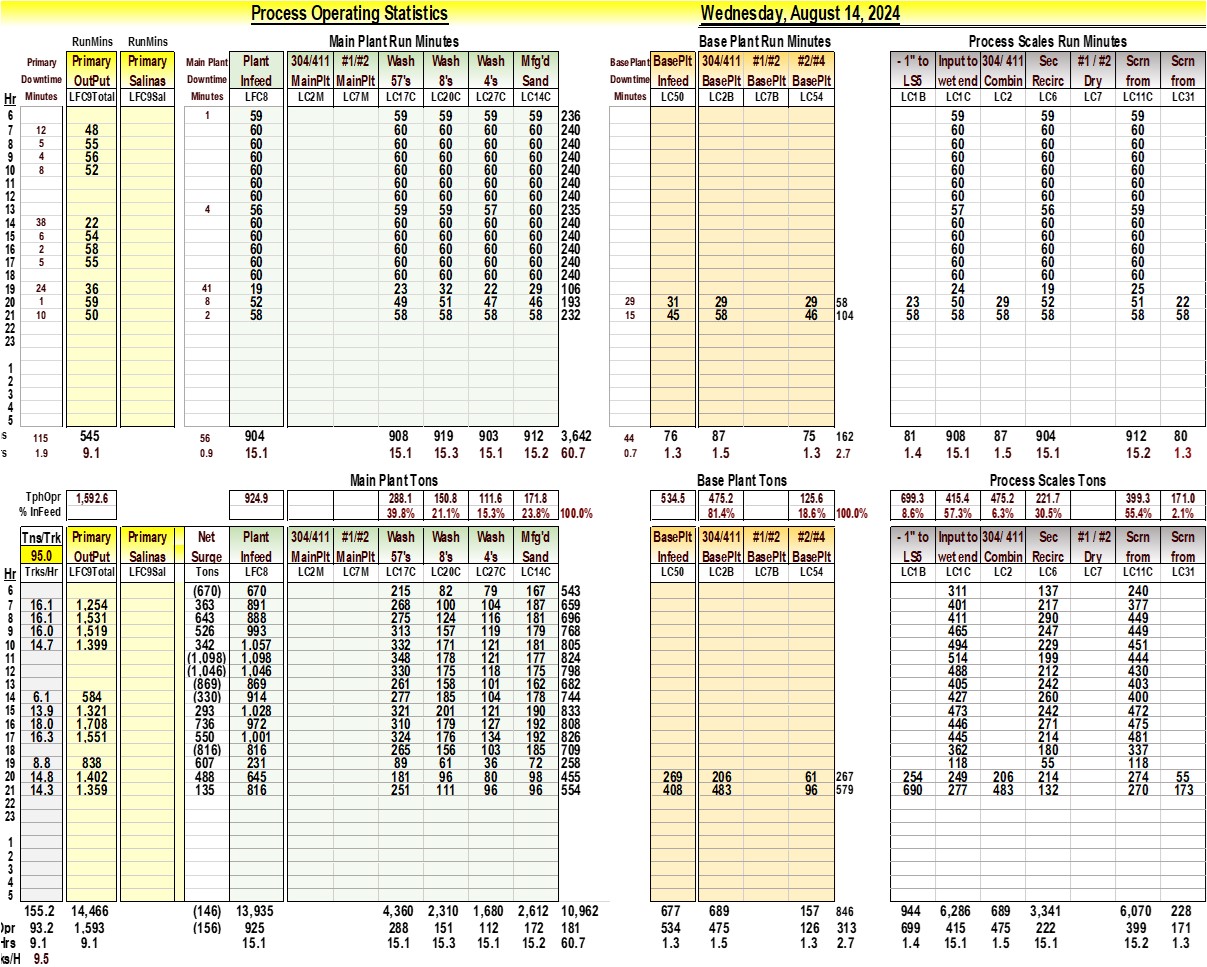 Process Operating Statistics Wednesday, August 14, 2024
RunMins RunMins Main Plant Run Minutes Base Plant Run Minutes Process Scales Run Minutes
Primary Primary Primary Main Plant Plant 304/411 #1/#2 Wash Wash Wash Mfg'd BasePlant BasePlt 304/411 #1/#2 #2/#4 - 1" to Input to 304/ 411 Sec #1 / #2 Scrn Scrn
Downtime OutPut Salinas Downtime Infeed MainPlt MainPlt 57's 8's 4's Sand Downtime Infeed BasePlt BasePlt BasePlt LS5 wet end Combin Recirc Dry from from
Hr Minutes LFC9Total LFC9Sal Minutes LFC8 LC2M LC7M LC17C LC20C LC27C LC14C Minutes LC50 LC2B LC7B LC54 LC1B LC1C LC2 LC6 LC7 LC11C LC31
6 1 59 59 59 59 59 236 59 59 59
7 12 48 60 60 60 60 60 240 60 60 60
8 5 55 60 60 60 60 60 240 60 60 60
9 4 56 60 60 60 60 60 240 60 60 60
10 8 52 60 60 60 60 60 240 60 60 60
11 60 60 60 60 60 240 60 60 60
12 60 60 60 60 60 240 60 60 60
13 4 56 59 59 57 60 235 57 56 59
14 38 22 60 60 60 60 60 240 60 60 60
15 6 54 60 60 60 60 60 240 60 60 60
16 2 58 60 60 60 60 60 240 60 60 60
17 5 55 60 60 60 60 60 240 60 60 60
18 60 60 60 60 60 240 60 60 60
19 24 36 41 19 23 32 22 29 106 24 19 25
20 1 59 8 52 49 51 47 46 193 29 31 29 29 58 23 50 29 52 51 22
21 10 50 2 58 58 58 58 58 232 15 45 58 46 104 58 58 58 58 58 58
22
23
1
2
3
4
5
s 115 545 56 904 908 919 903 912 3,642 44 76 87 75 162 81 908 87 904 912 80
s 1.9 9.1 0.9 15.1 15.1 15.3 15.1 15.2 60.7 0.7 1.3 1.5 1.3 2.7 1.4 15.1 1.5 15.1 15.2 1.3
Main Plant Tons Base Plant Tons Process Scales Tons
TphOpr 1,592.6 924.9 288.1 150.8 111.6 171.8 534.5 475.2 125.6 699.3 415.4 475.2 221.7 399.3 171.0
% InFeed 39.8% 21.1% 15.3% 23.8% 100.0% 81.4% 18.6% 100.0% 8.6% 57.3% 6.3% 30.5% 55.4% 2.1%
Tns/Trk Primary Primary Net Plant 304/411 #1/#2 Wash Wash Wash Mfg'd BasePlt 304/411 #1/#2 #2/#4 - 1" to Input to 304/ 411 Sec #1 / #2 Scrn Scrn
95.0 OutPut Salinas Surge Infeed MainPlt MainPlt 57's 8's 4's Sand Infeed BasePlt BasePlt BasePlt LS5 wet end Combin Recirc Dry from from
Hr Trks/Hr LFC9Total LFC9Sal Tons LFC8 LC2M LC7M LC17C LC20C LC27C LC14C LC50 LC2B LC7B LC54 LC1B LC1C LC2 LC6 LC7 LC11C LC31
6 (670) 670 215 82 79 167 543 311 137 240
7 16.1 1,254 363 891 268 100 104 187 659 401 217 377
8 16.1 1,531 643 888 275 124 116 181 696 411 290 449
9 16.0 1,519 526 993 313 157 119 179 768 465 247 449
10 14.7 1,399 342 1,057 332 171 121 181 805 494 229 451
11 (1,098) 1,098 348 178 121 177 824 514 199 444
12 (1,046) 1,046 330 175 118 175 798 488 212 430
13 (869) 869 261 158 101 162 682 405 242 403
14 6.1 584 (330) 914 277 185 104 178 744 427 260 400
15 13.9 1,321 293 1,028 321 201 121 190 833 473 242 472
16 18.0 1,708 736 972 310 179 127 192 808 446 271 475
17 16.3 1,551 550 1,001 324 176 134 192 826 445 214 481
18 (816) 816 265 156 103 185 709 362 180 337
19 8.8 838 607 231 89 61 36 72 258 118 55 118
20 14.8 1,402 488 645 181 96 80 98 455 269 206 61 267 254 249 206 214 274 55
21 14.3 1,359 135 816 251 111 96 96 554 408 483 96 579 690 277 483 132 270 173
22
23
1
2
3
4
5
155.2 14,466 (146) 13,935 4,360 2,310 1,680 2,612 10,962 677 689 157 846 944 6,286 689 3,341 6,070 228
Opr 93.2 1,593 (156) 925 288 151 112 172 181 534 475 126 313 699 415 475 222 399 171
Hrs 9.1 9.1 15.1 15.1 15.3 15.1 15.2 60.7 1.3 1.5 1.3 2.7 1.4 15.1 1.5 15.1 15.2 1.3
ks/H 9.5